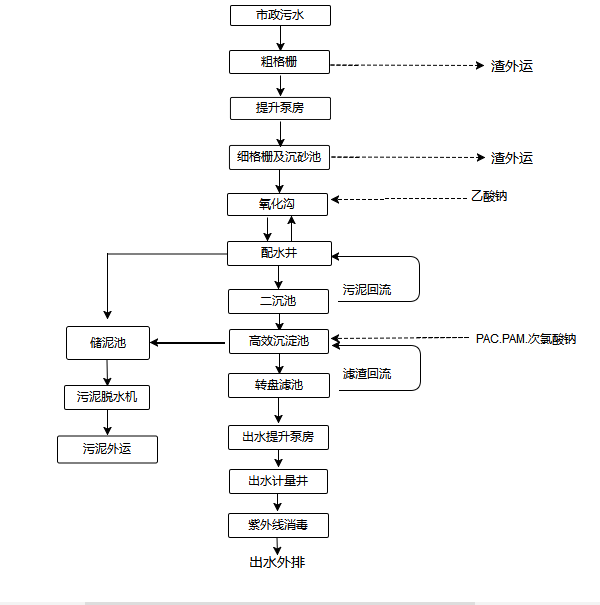 市政污水
粗格栅
渣外运
提升泵房
细格栅及沉砂池
渣外运
氧化沟
乙酸钠
配水井
污泥回流
二沉池
储泥池
高效沉淀池
PAC.PAM.次氯酸钠
滤渣回流
转盘滤池
污泥脱水机
出水提升泵房
污泥外运
出水计量井
紫外线消毒
出水外排